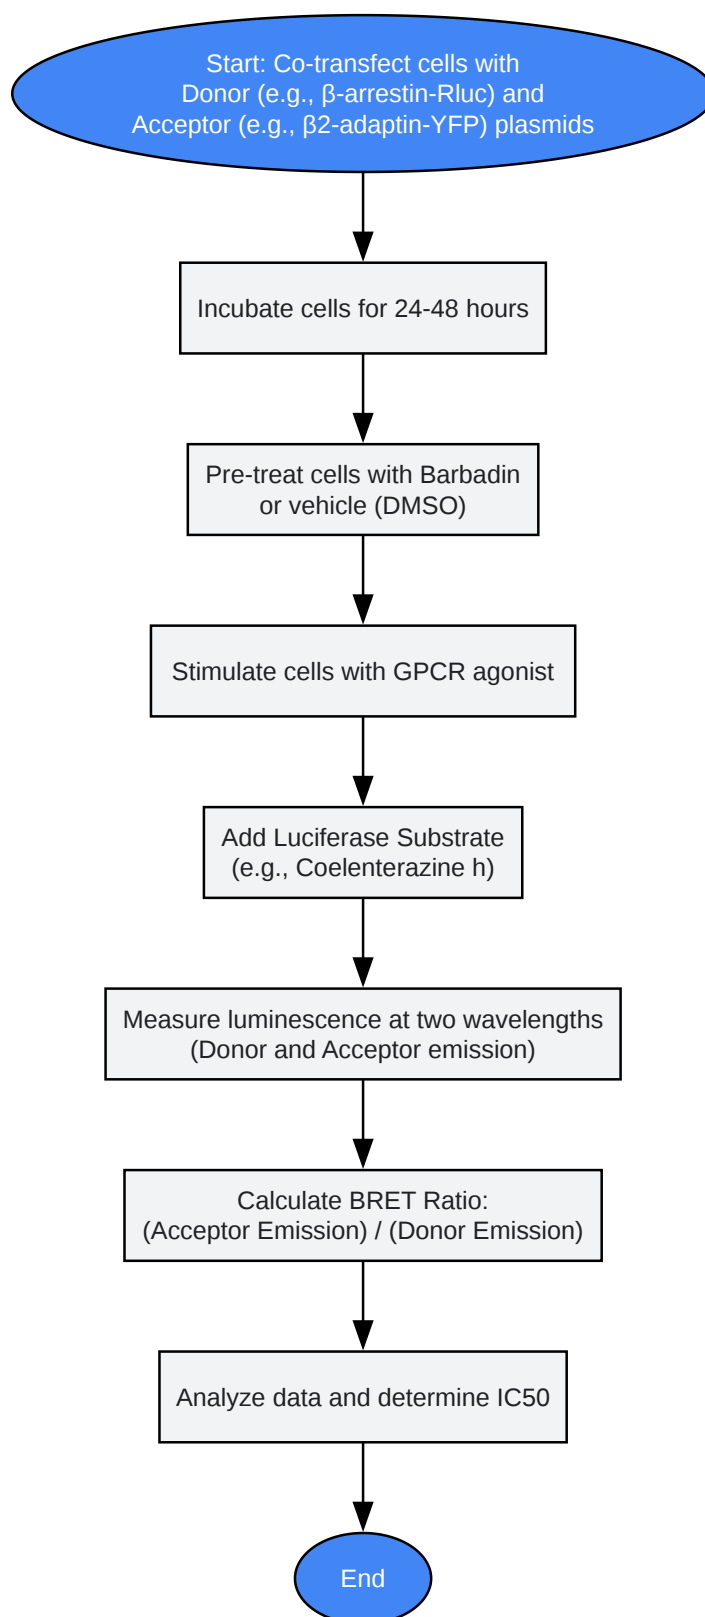 Start: Co-transfect cells with
Donor (e.g., β-arrestin-Rluc) and
Acceptor (e.g., β2-adaptin-YFP) plasmids
Incubate cells for 24-48 hours
Pre-treat cells with Barbadin
or vehicle (DMSO)
Stimulate cells with GPCR agonist
Add Luciferase Substrate
(e.g., Coelenterazine h)
Measure luminescence at two wavelengths
(Donor and Acceptor emission)
Calculate BRET Ratio:
(Acceptor Emission) / (Donor Emission)
Analyze data and determine IC50
End